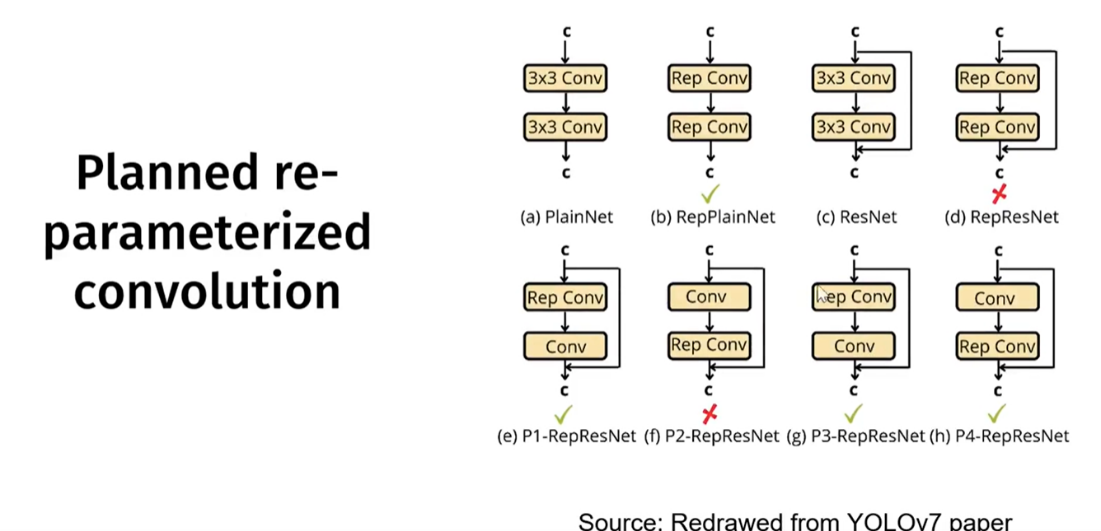 Planned re-
parameterized
convolution
c c c c
3x3 Conv Rep Conv 3x3 Conv Rep Conv
3x3 Conv Rep Conv 3x3 Conv Rep Conv
c c c c
(a) PlainNet (b) RepPlainNet (c) ResNet (d) RepResNet
c c c c
Rep Conv Conv ep Conv Conv
Conv Rep Conv Conv Rep Conv
c c c c
(e) P1-RepResNet (f) P2-RepResNet (g) P3-RepResNet (h) P4-RepResNet
Source: Redrawed from YOLOv7 paper